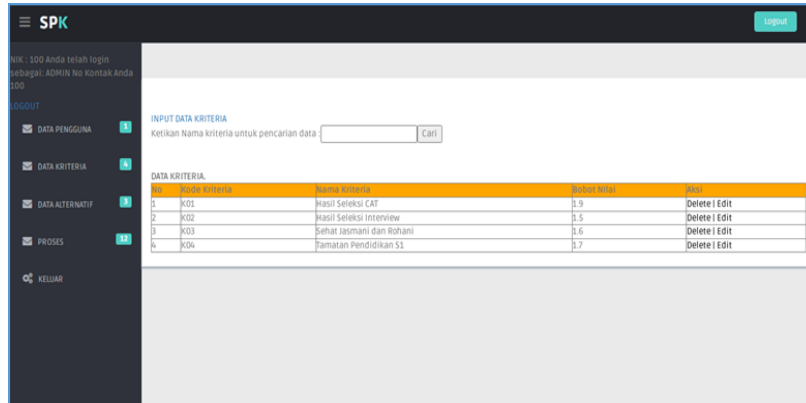 SPK
Logout
NIK : 100 Anda telah login
sebagai: ADMIN No Kontak Anda
100
LOGOUT
DATA PENGGUNA 1
DATA KRITERIA 4
DATA ALTERNATIF 3
PROSES 12
KELUAR
INPUT DATA KRITERIA
Ketikan Nama kriteria untuk pencarian data : Cari
DATA KRITERIA.
No Kode Kriteria Nama Kriteria Bobot Nilai Aksi
1 K01 Hasil Seleksi CAT 1.9 Delete | Edit
2 K02 Hasil Seleksi Interview 1.5 Delete | Edit
3 K03 Sehat Jasmani dan Rohani 1.6 Delete | Edit
4 K04 Tamatan Pendidikan S1 1.7 Delete | Edit